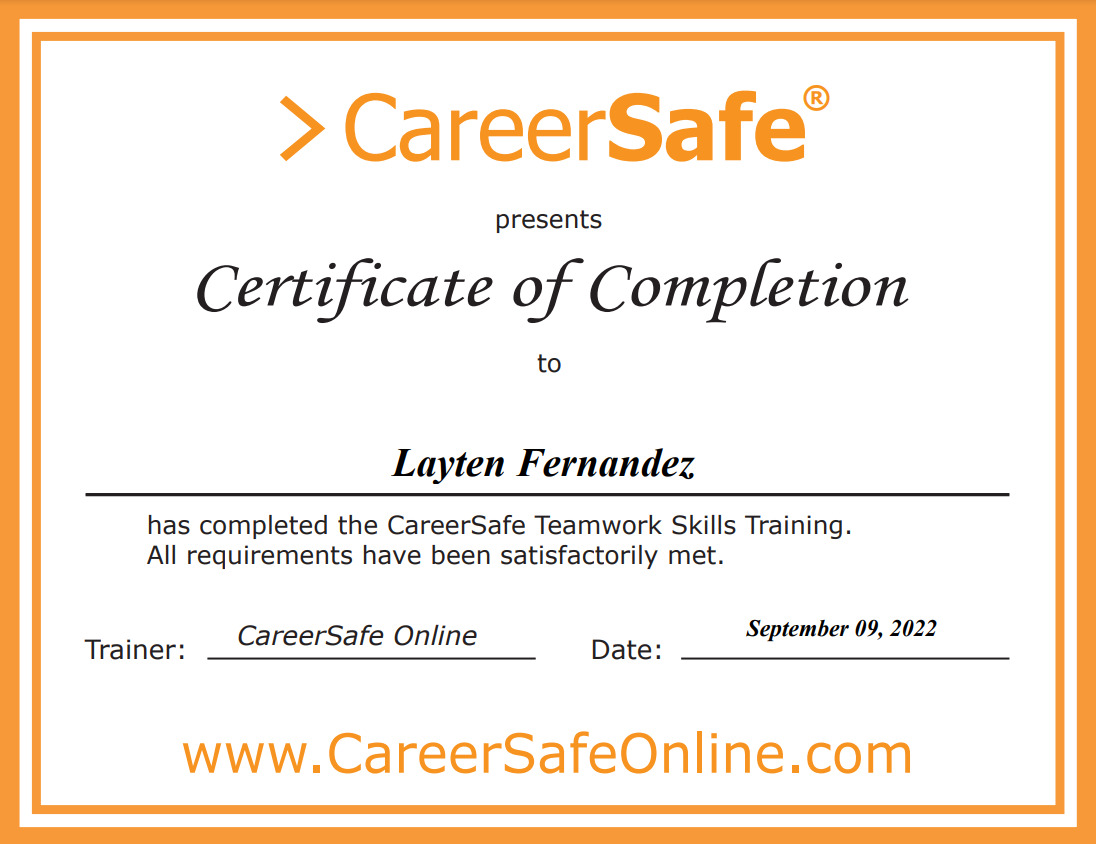 > CareerSafe®
presents
Certificate of Completion
to
Layten Fernandez
has completed the CareerSafe Teamwork Skills Training.
All requirements have been satisfactorily met.
Trainer: CareerSafe Online Date: September 09, 2022
www.CareerSafeOnline.com